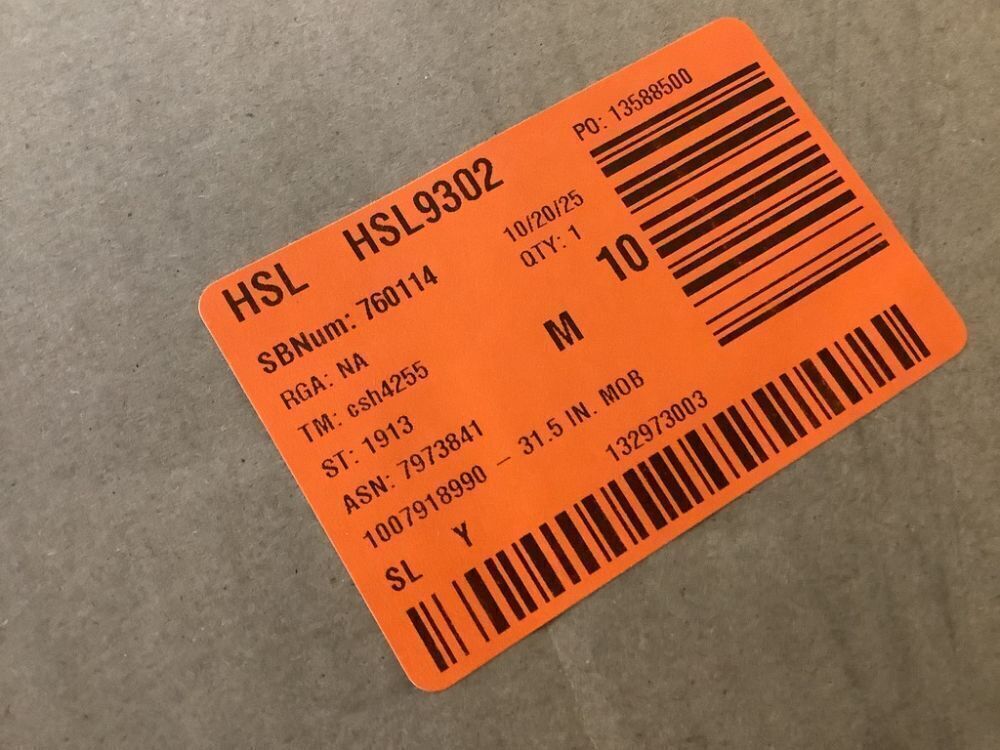 PO: 13588500
HSL HSL9302
10/20/25
SBNum: 760114
QTY: 1
10
RGA: NA
M
TM: csh4255
ST: 1913
ASN: 7973841
1007918990 – 31.5 IN. MOB
132973003
SL Y